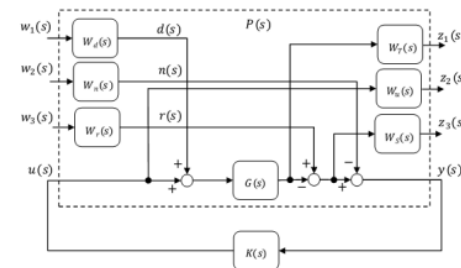 w₁(s) d(s) P(s) z₁(s
W_d(s) W_T(s)
w₂(s) n(s) z₂(s
W_n(s) W_u(s)
w₃(s) r(s) z₃(s
W_r(s) W_S(s)
u(s) + + − y(s)
+ G(s) − +
K(s)